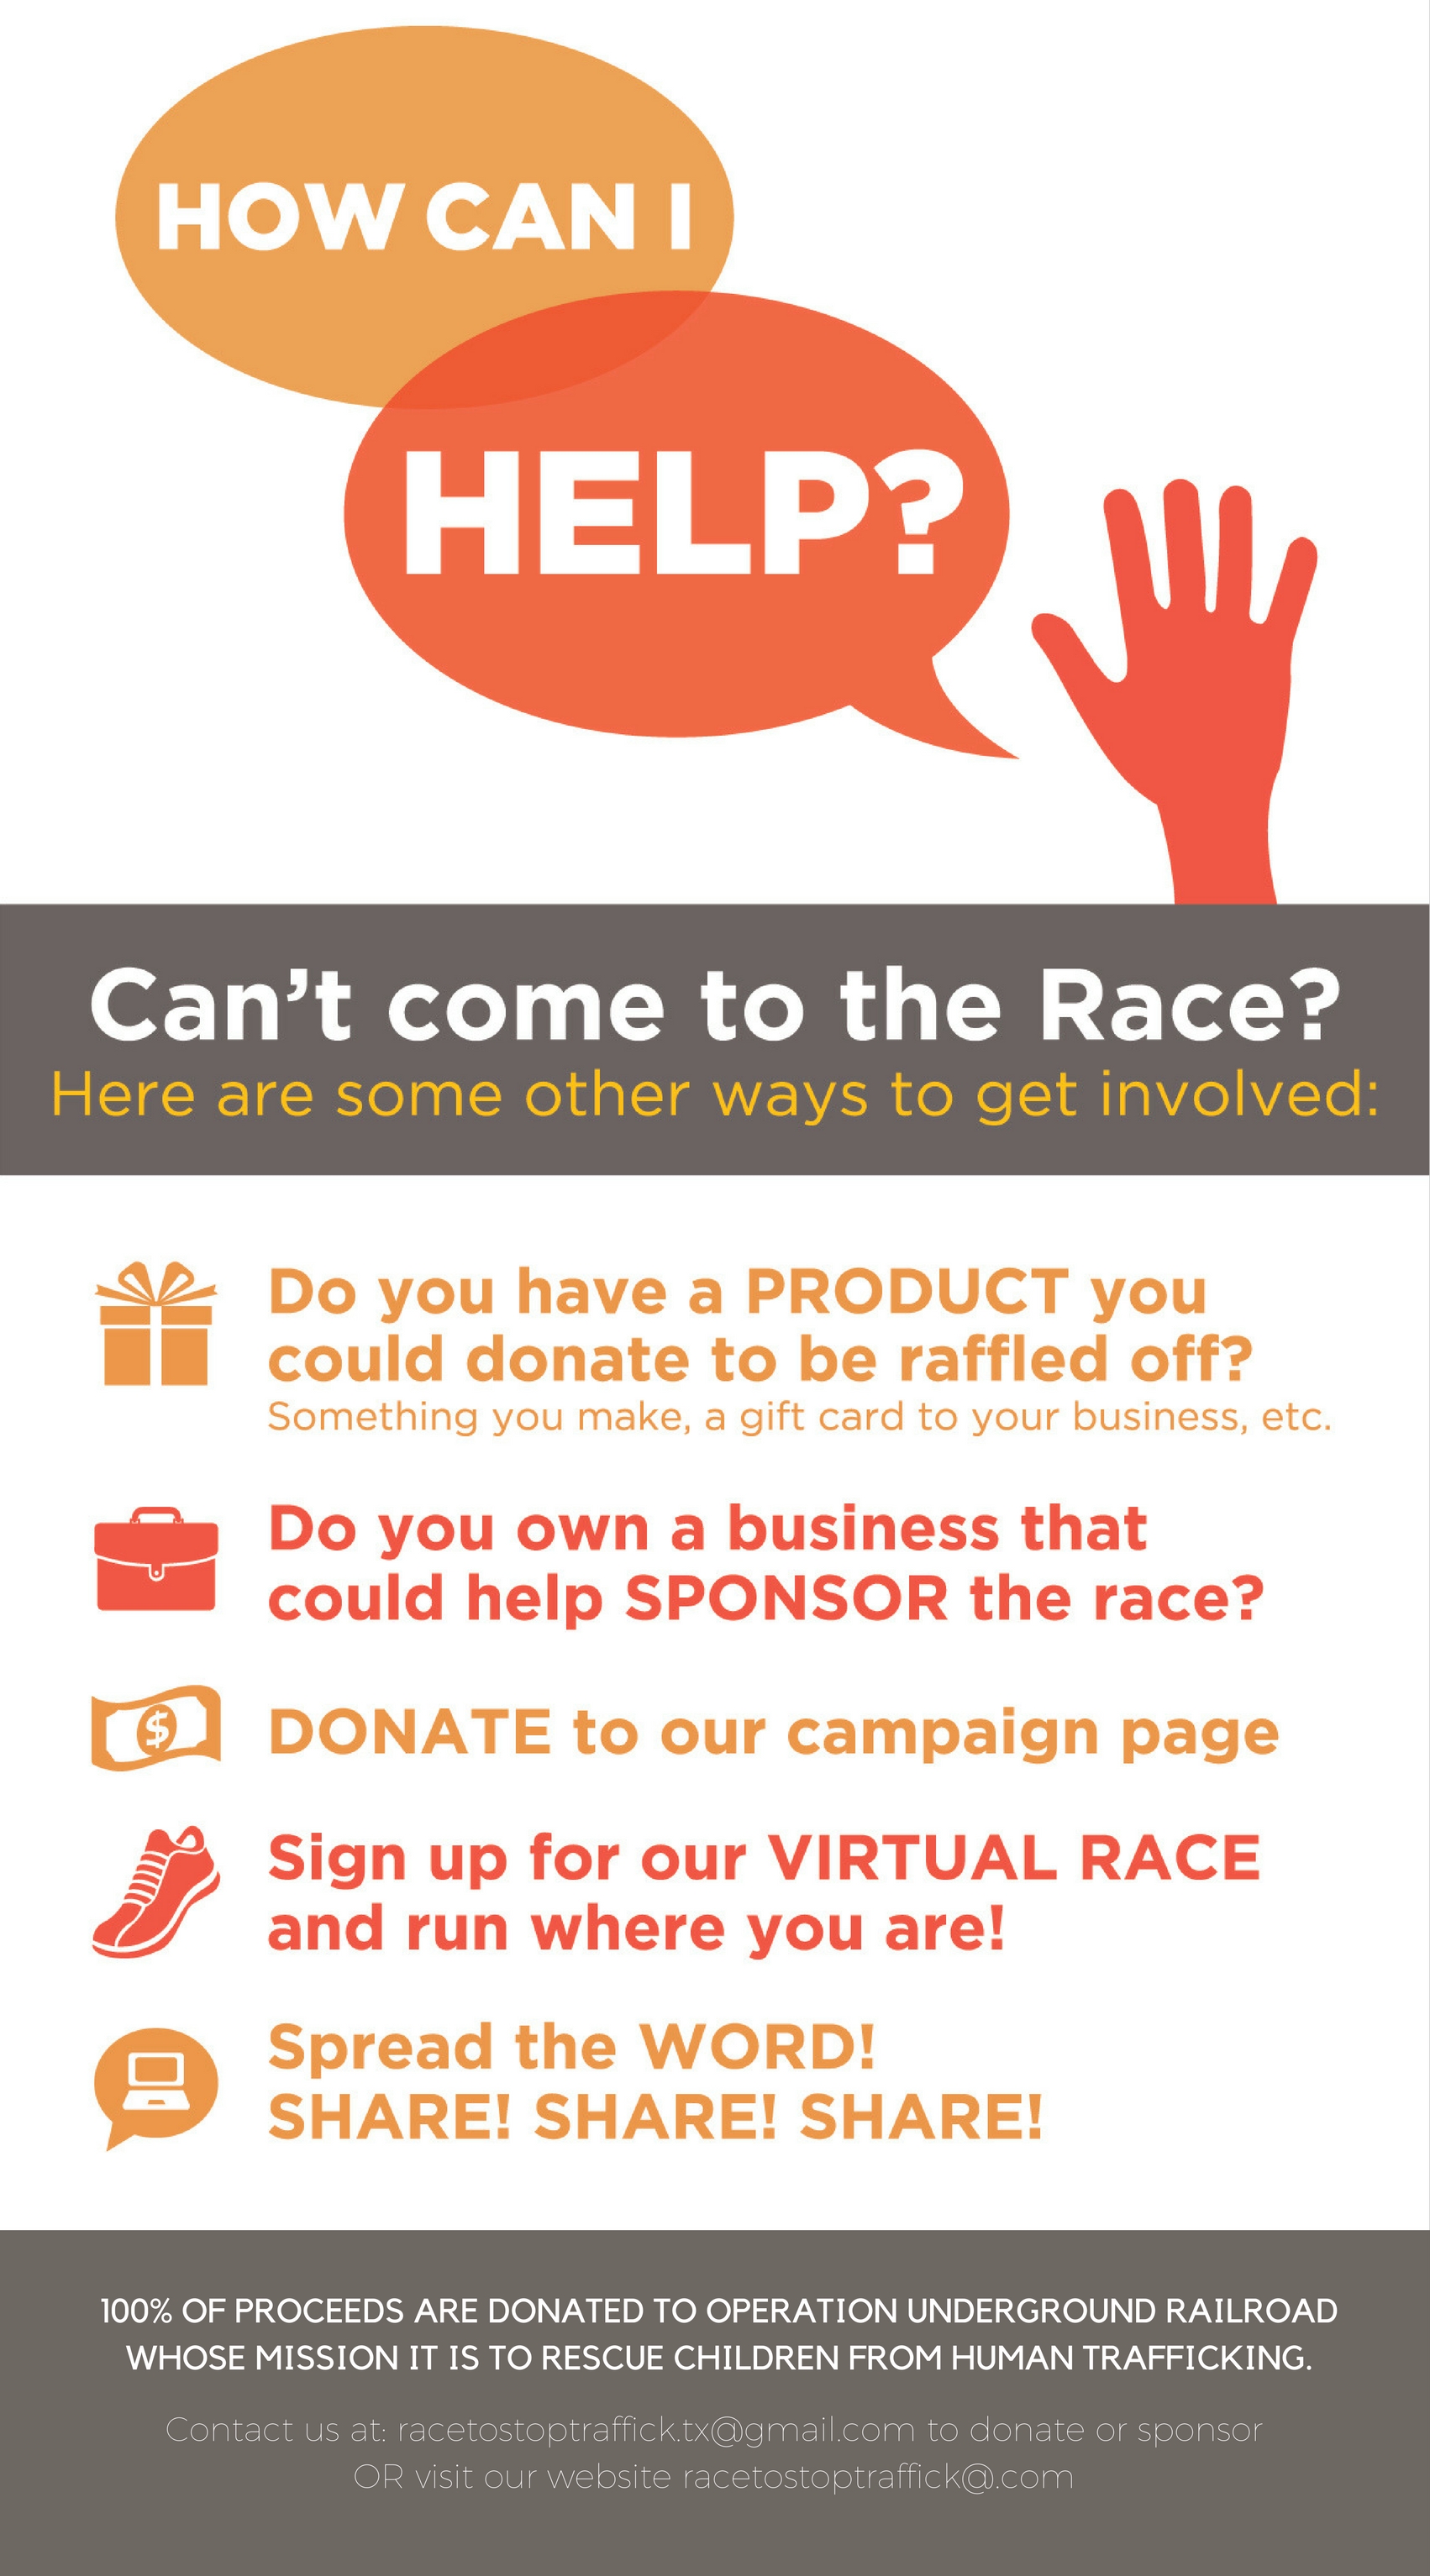 HOW CAN I
HELP?
Can’t come to the Race?
Here are some other ways to get involved:
Do you have a PRODUCT you
could donate to be raffled off?
Something you make, a gift card to your business, etc.
Do you own a business that
could help SPONSOR the race?
$
DONATE to our campaign page
Sign up for our VIRTUAL RACE
and run where you are!
Spread the WORD!
SHARE! SHARE! SHARE!
100% OF PROCEEDS ARE DONATED TO OPERATION UNDERGROUND RAILROAD
WHOSE MISSION IT IS TO RESCUE CHILDREN FROM HUMAN TRAFFICKING.
Contact us at: racetostoptraffick.tx@gmail.com to donate or sponsor
OR visit our website racetostoptraffick@.com